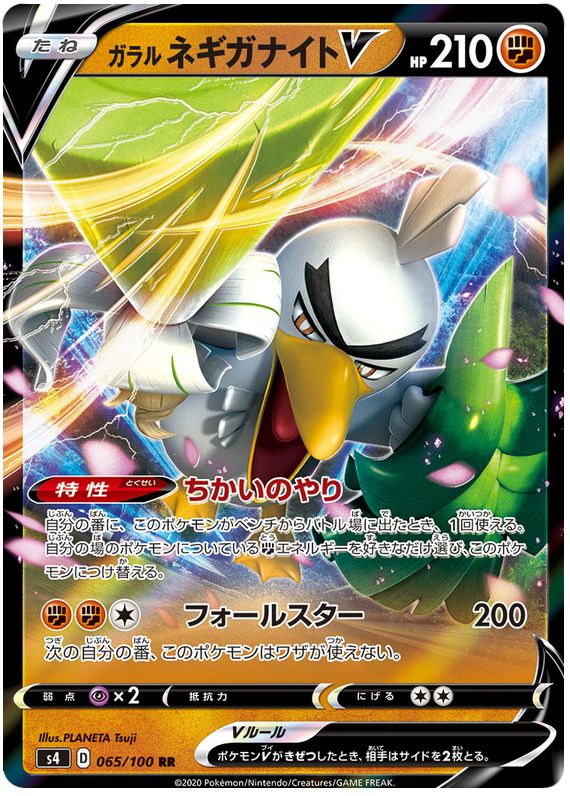 たね ガラル ネギガナイトV HP 210
特性 とくせい ちかいのやり
自分の番に、このポケモンがベンチからバトル場に出たとき、1回使える。
自分の場のポケモンについているエネルギーを好きなだけ選び、このポケ
モンにつけ替える。
フォールスター 200
次の自分の番、このポケモンはワザが使えない。
弱点 ×2 抵抗力 にげる
Illus.PLANETA Tsuji
Vルール
s4 D 065/100 RR
ポケモンVがきぜつしたとき、相手はサイドを2枚とる。
©2020 Pokémon/Nintendo/Creatures/GAME FREAK.